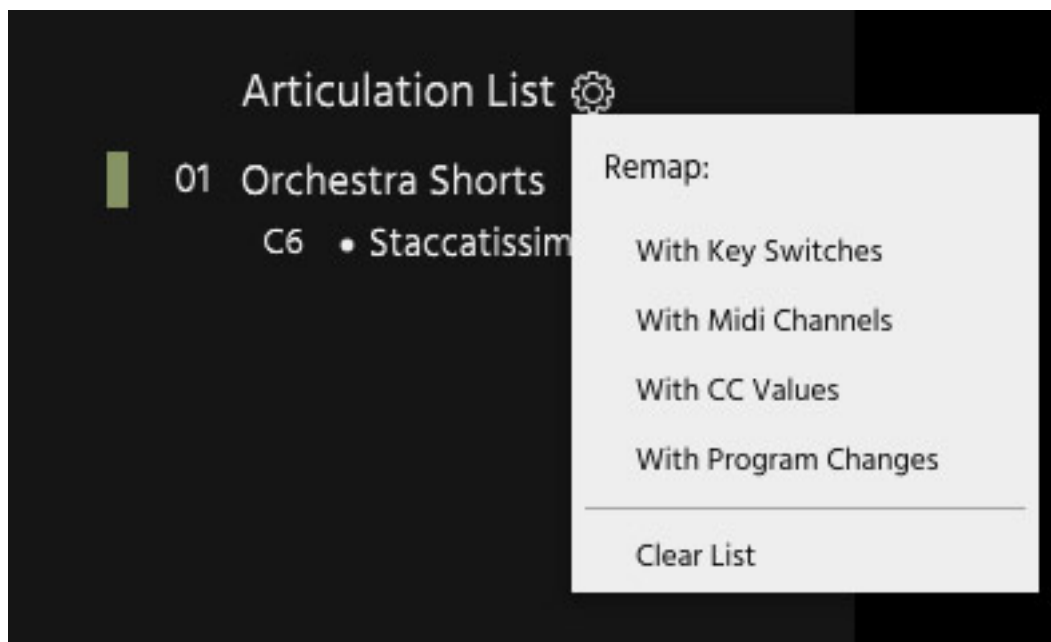 Articulation List
01 Orchestra Shorts
C6 • Staccatissim
Remap:
With Key Switches
With Midi Channels
With CC Values
With Program Changes
Clear List